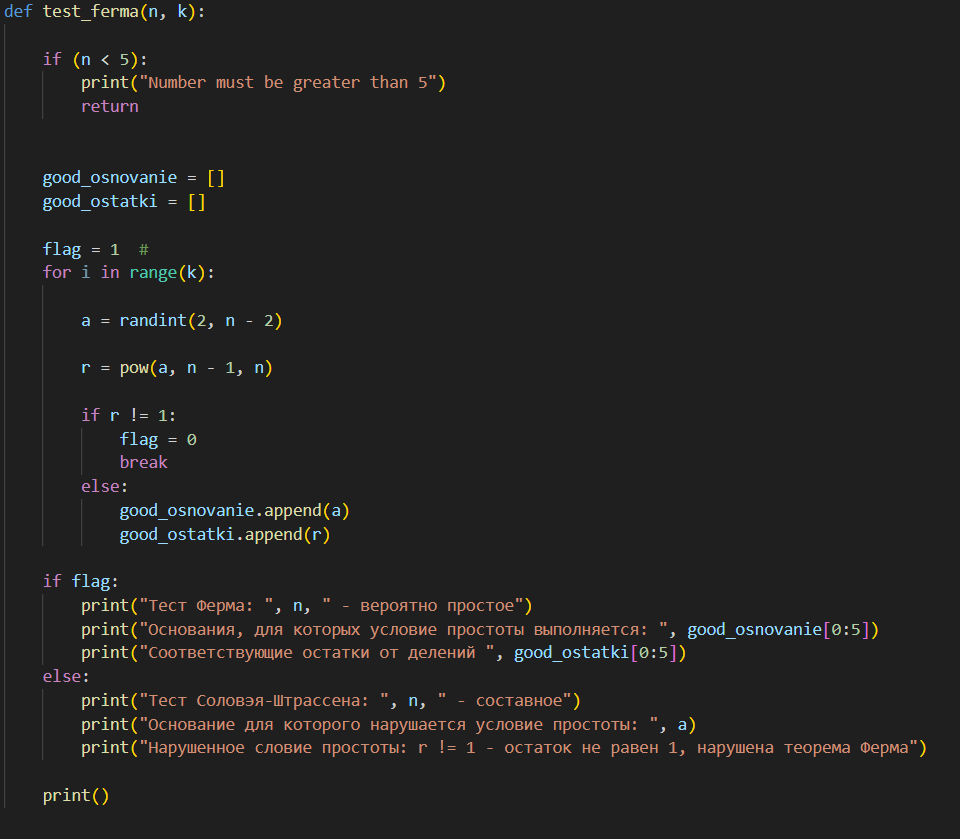 def test_ferma(n, k):
if (n < 5):
print("Number must be greater than 5")
return
good_osnovanie = []
good_ostatki = []
flag = 1  #
for i in range(k):
a = randint(2, n - 2)
r = pow(a, n - 1, n)
if r != 1:
flag = 0
break
else:
good_osnovanie.append(a)
good_ostatki.append(r)
if flag:
print("Тест Ферма: ", n, " - вероятно простое")
print("Основания, для которых условие простоты выполняется: ", good_osnovanie[0:5])
print("Соответствующие остатки от делений ", good_ostatki[0:5])
else:
print("Тест Соловэя-Штрассена: ", n, " - составное")
print("Основание для которого нарушается условие простоты: ", a)
print("Нарушенное словие простоты: r != 1 - остаток не равен 1, нарушена теорема Ферма")
print()